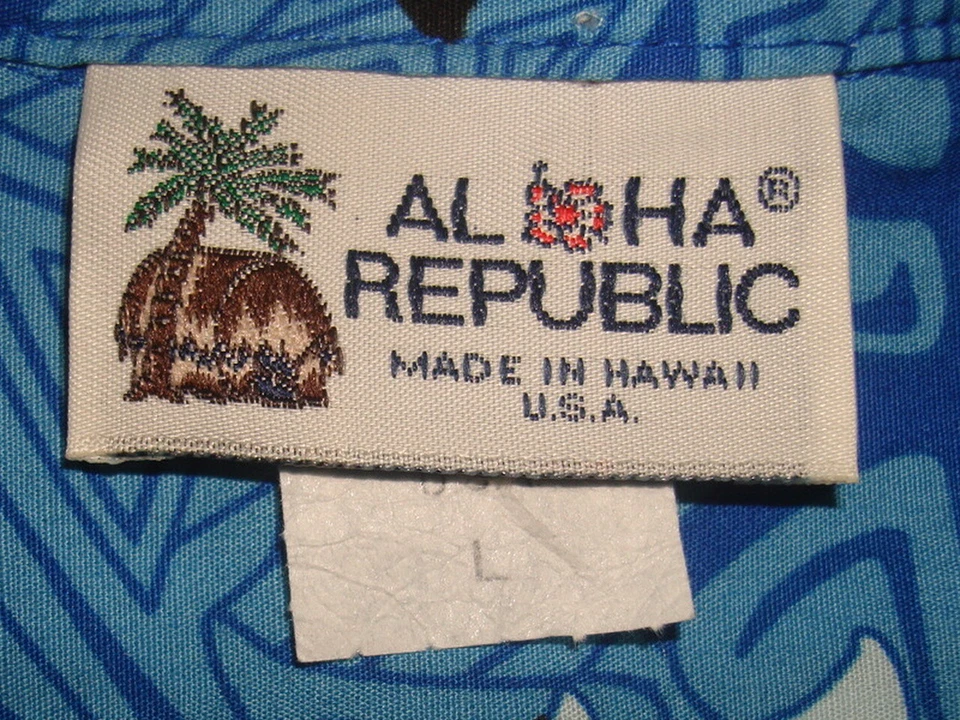 ALOHA®
REPUBLIC
MADE IN HAWAII
U.S.A.
L